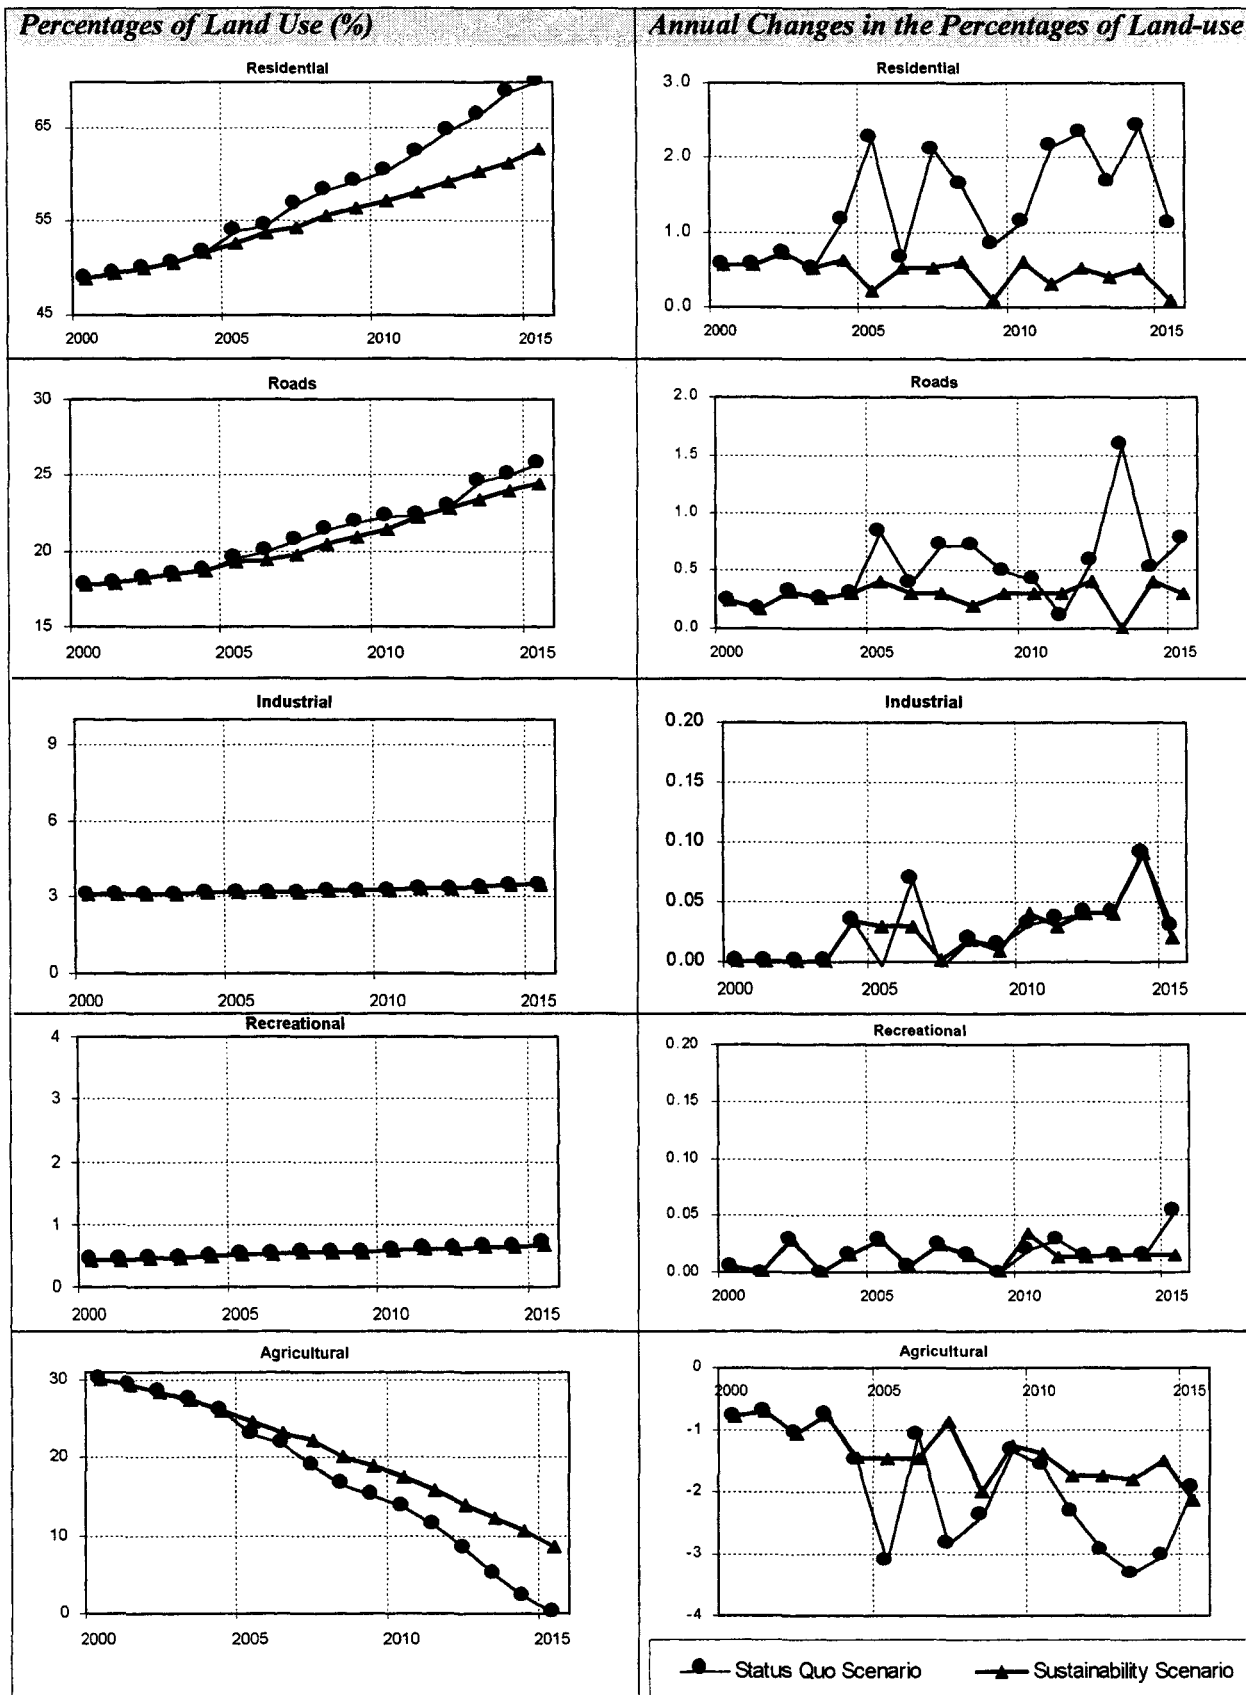 Percentages of Land Use (%)
Annual Changes in the Percentages of Land-use
Residential
65
55
45
2000 2005 2010 2015
Residential
3.0
2.0
1.0
0.0
2000 2005 2010 2015
Roads
30
25
20
15
2000 2005 2010 2015
Roads
2.0
1.5
1.0
0.5
0.0
2000 2005 2010 2015
Industrial
9
6
3
0
2000 2005 2010 2015
Industrial
0.20
0.15
0.10
0.05
0.00
2000 2005 2010 2015
Recreational
4
3
2
1
0
2000 2005 2010 2015
Recreational
0.20
0.15
0.10
0.05
0.00
2000 2005 2010 2015
Agricultural
30
20
10
0
2000 2005 2010 2015
Agricultural
0
2000 2005 2010 2015
-1
-2
-3
-4
Status Quo Scenario Sustainability Scenario